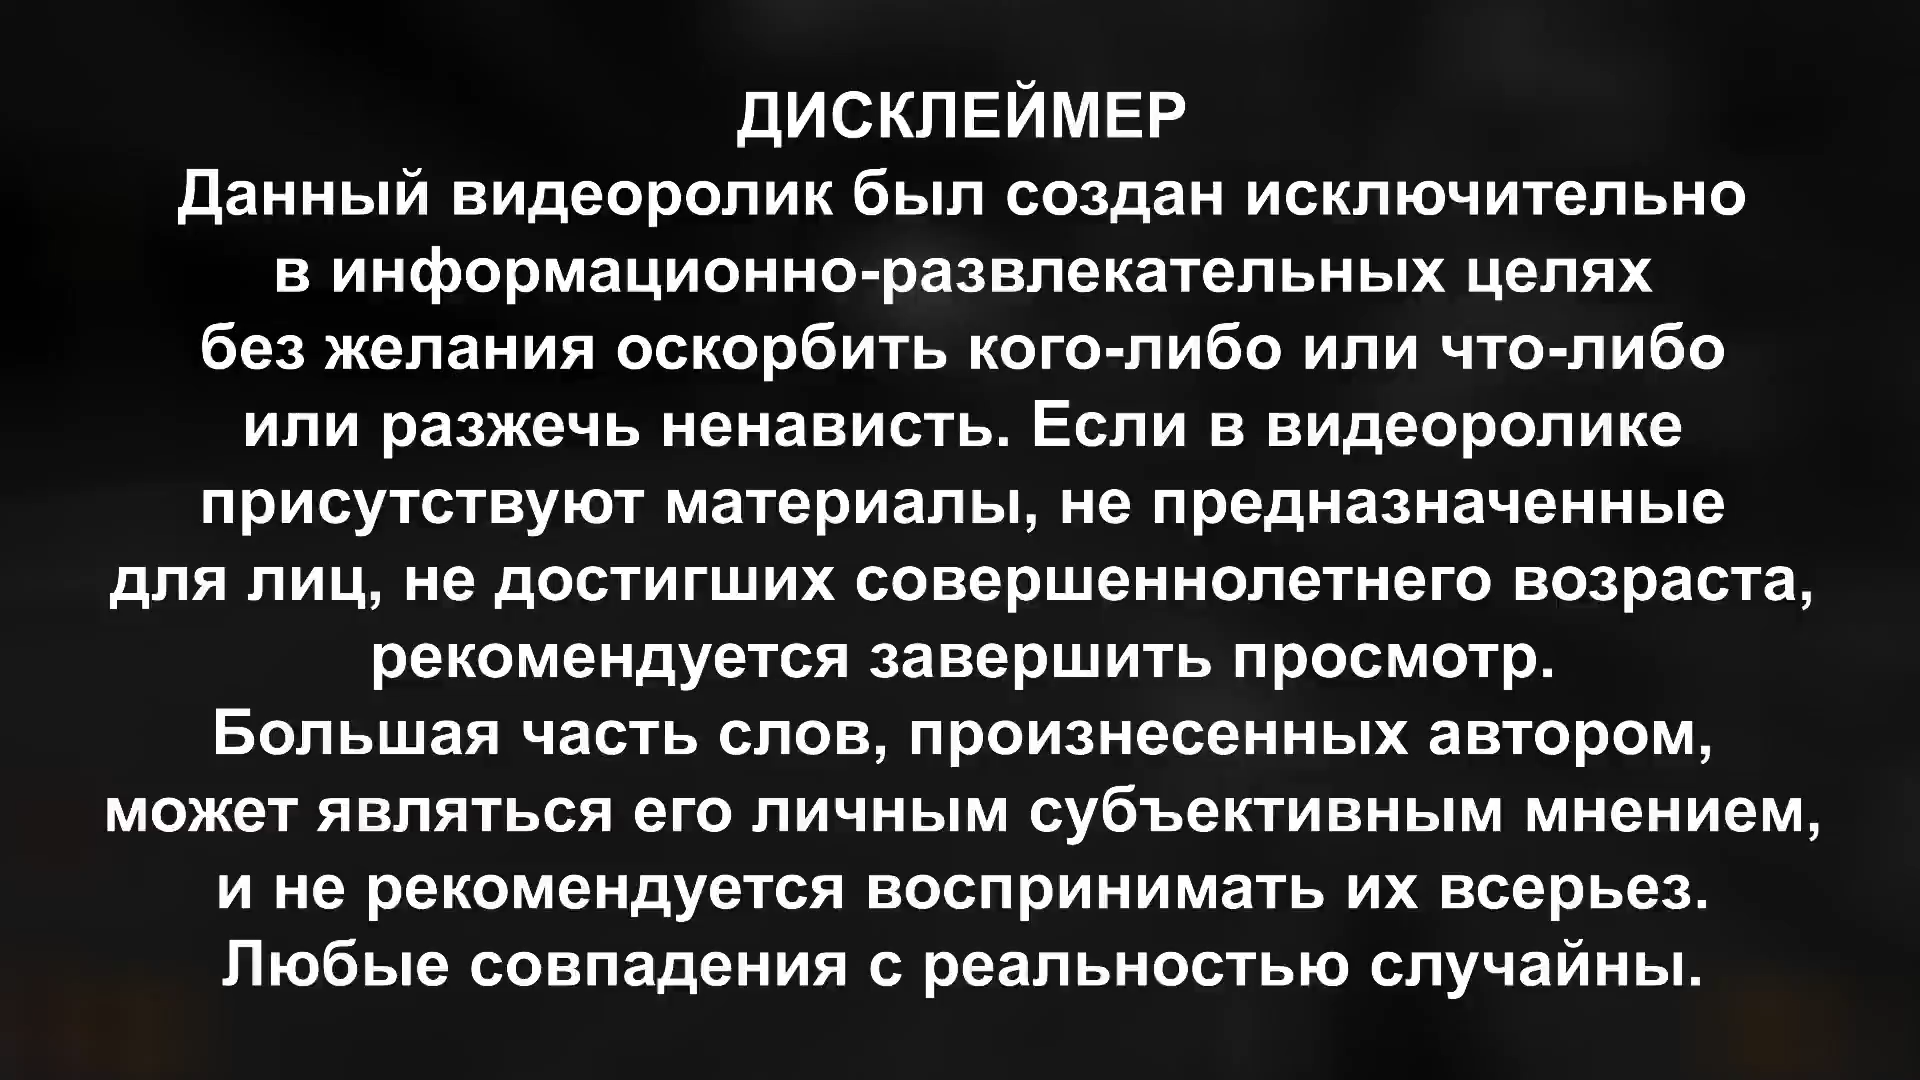 ДИСКЛЕЙМЕР
Данный видеоролик был создан исключительно
в информационно-развлекательных целях
без желания оскорбить кого-либо или что-либо
или разжечь ненависть. Если в видеоролике
присутствуют материалы, не предназначенные
для лиц, не достигших совершеннолетнего возраста,
рекомендуется завершить просмотр.
Большая часть слов, произнесенных автором,
может являться его личным субъективным мнением,
и не рекомендуется воспринимать их всерьез.
Любые совпадения с реальностью случайны.